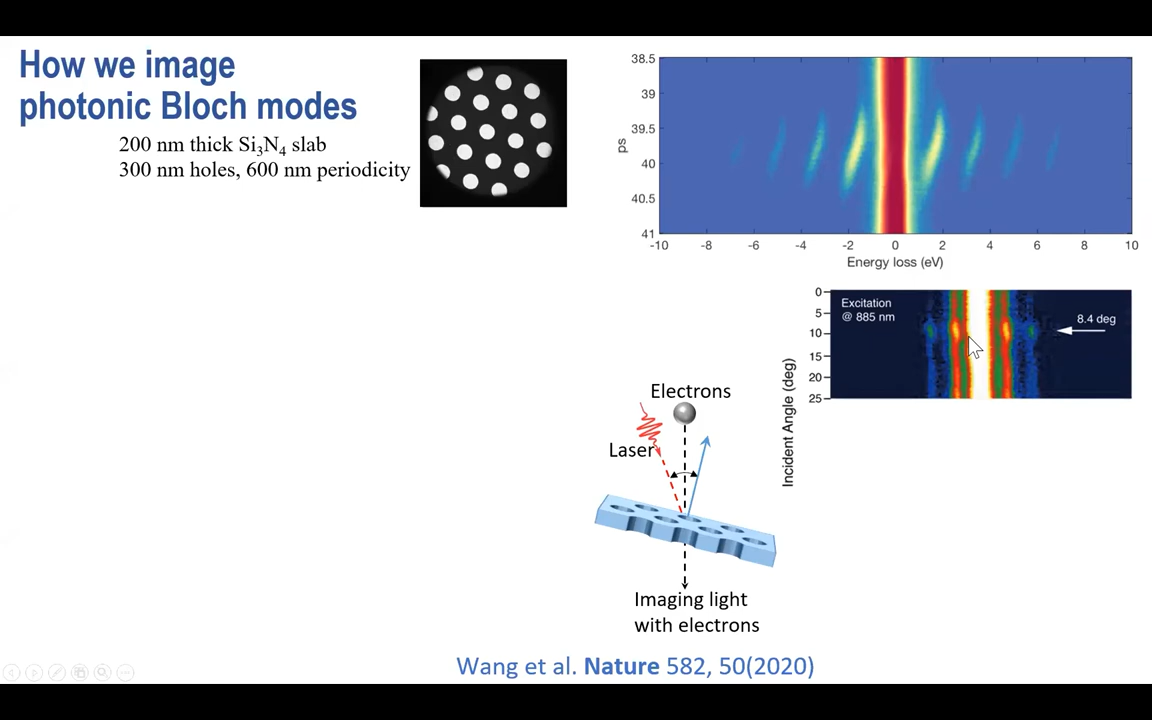 How we image
photonic Bloch modes
200 nm thick Si₃N₄ slab
300 nm holes, 600 nm periodicity
38.5
39
39.5
40
40.5
41
ps
-10 -8 -6 -4 -2 0 2 4 6 8 10
Energy loss (eV)
0
5
10
15
20
25
Incident Angle (deg)
Excitation
@ 885 nm
8.4 deg
Electrons
Laser
Imaging light
with electrons
Wang et al. Nature 582, 50(2020)